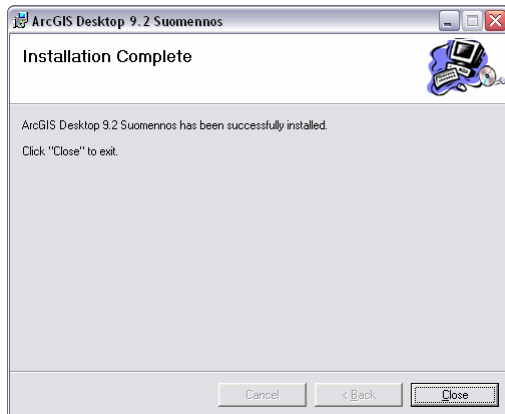 ArcGIS Desktop 9.2 Suomennos
Installation Complete
ArcGIS Desktop 9.2 Suomennos has been successfully installed.
Click "Close" to exit.
Cancel < Back Close